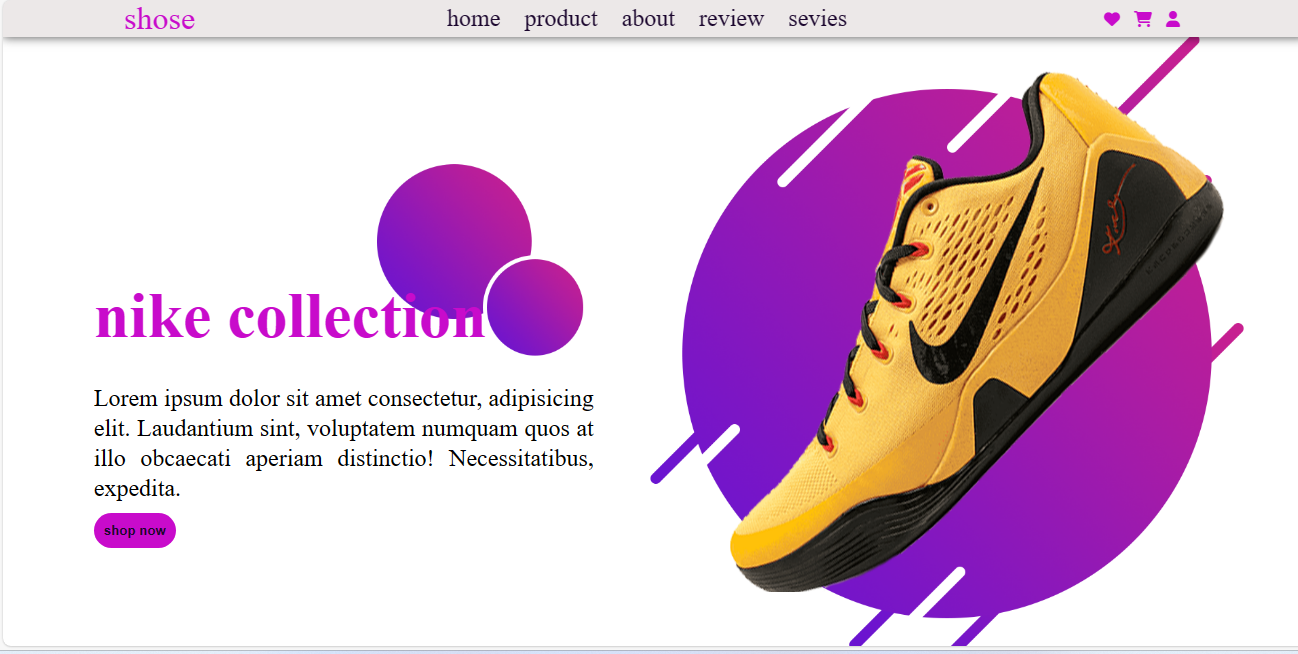 shose
home product about review sevies
nike collection
Lorem ipsum dolor sit amet consectetur, adipisicing
elit. Laudantium sint, voluptatem numquam quos at
illo obcaecati aperiam distinctio! Necessitatibus,
expedita.
shop now